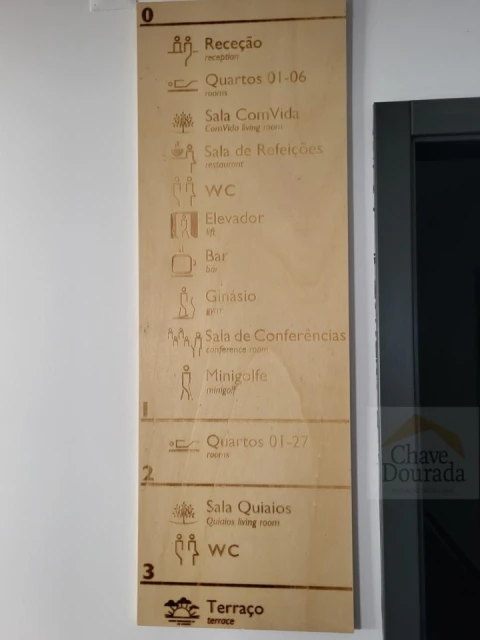 0
Receção
reception
Quartos 01-06
rooms
Sala ComVida
ComVida living room
Sala de Refeições
restaurant
WC
Elevador
lift
Bar
bar
Ginásio
gym
Sala de Conferências
conference room
Minigolfe
minigolf
1
Quartos 01-27
rooms
2
Sala Quiaios
Quiaios living room
WC
3
Terraço
terrace
Chave
Dourada